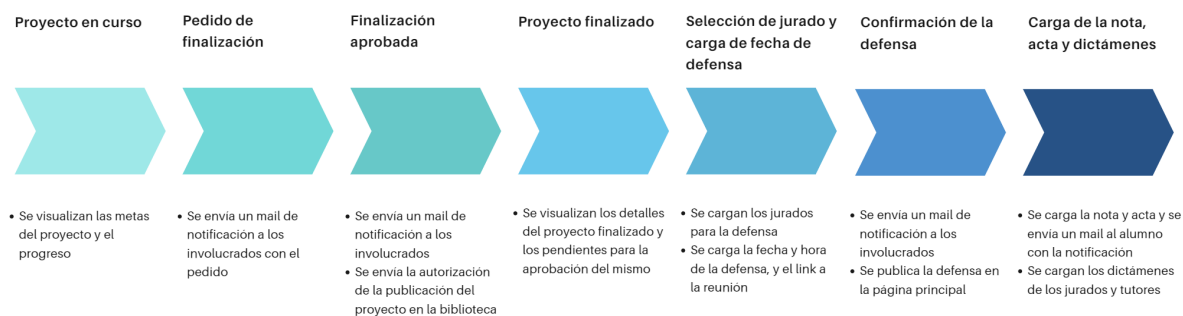 Proyecto en curso
Pedido de
finalización
Finalización
aprobada
Proyecto finalizado
Selección de jurado y
carga de fecha de
defensa
Confirmación de la
defensa
Carga de la nota,
acta y dictámenes
• Se visualizan las metas
del proyecto y el
progreso
• Se envía un mail de
notificación a los
involucrados con el
pedido
• Se envía un mail de
notificación a los
involucrados
• Se envía la autorización
de la publicación del
proyecto en la biblioteca
• Se visualizan los detalles
del proyecto finalizado y
los pendientes para la
aprobación del mismo
• Se cargan los jurados
para la defensa
• Se carga la fecha y hora
de la defensa, y el link a
la reunión
• Se envía un mail de
notificación a los
involucrados
• Se publica la defensa en
la página principal
• Se carga la nota y acta y se
envía un mail al alumno
con la notificación
• Se cargan los dictámenes
de los jurados y tutores